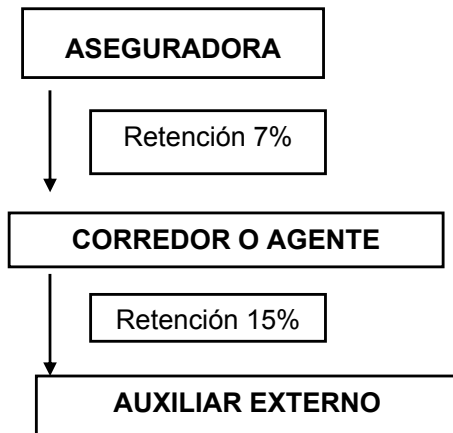 ASEGURADORA
Retención 7%
CORREDOR O AGENTE
Retención 15%
AUXILIAR EXTERNO